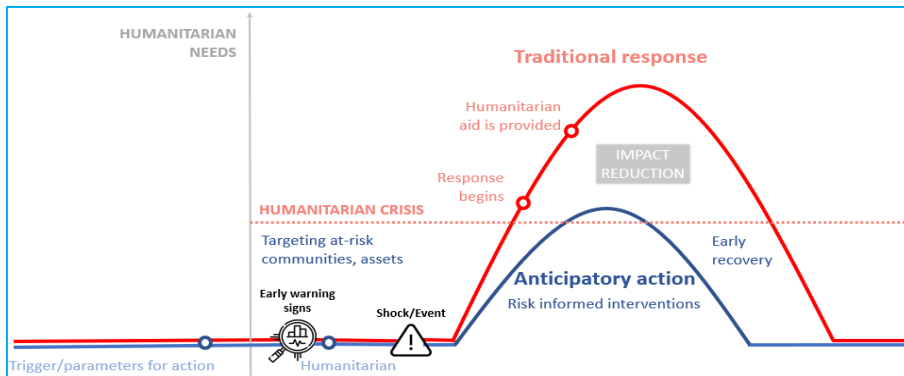 HUMANITARIAN
NEEDS
Traditional response
Humanitarian
aid is provided
IMPACT
REDUCTION
Response
begins
HUMANITARIAN CRISIS
Targeting at-risk
communities, assets
Early
recovery
Anticipatory action
Risk informed interventions
Early warning
signs
Shock/Event
Trigger/parameters for action
Humanitarian